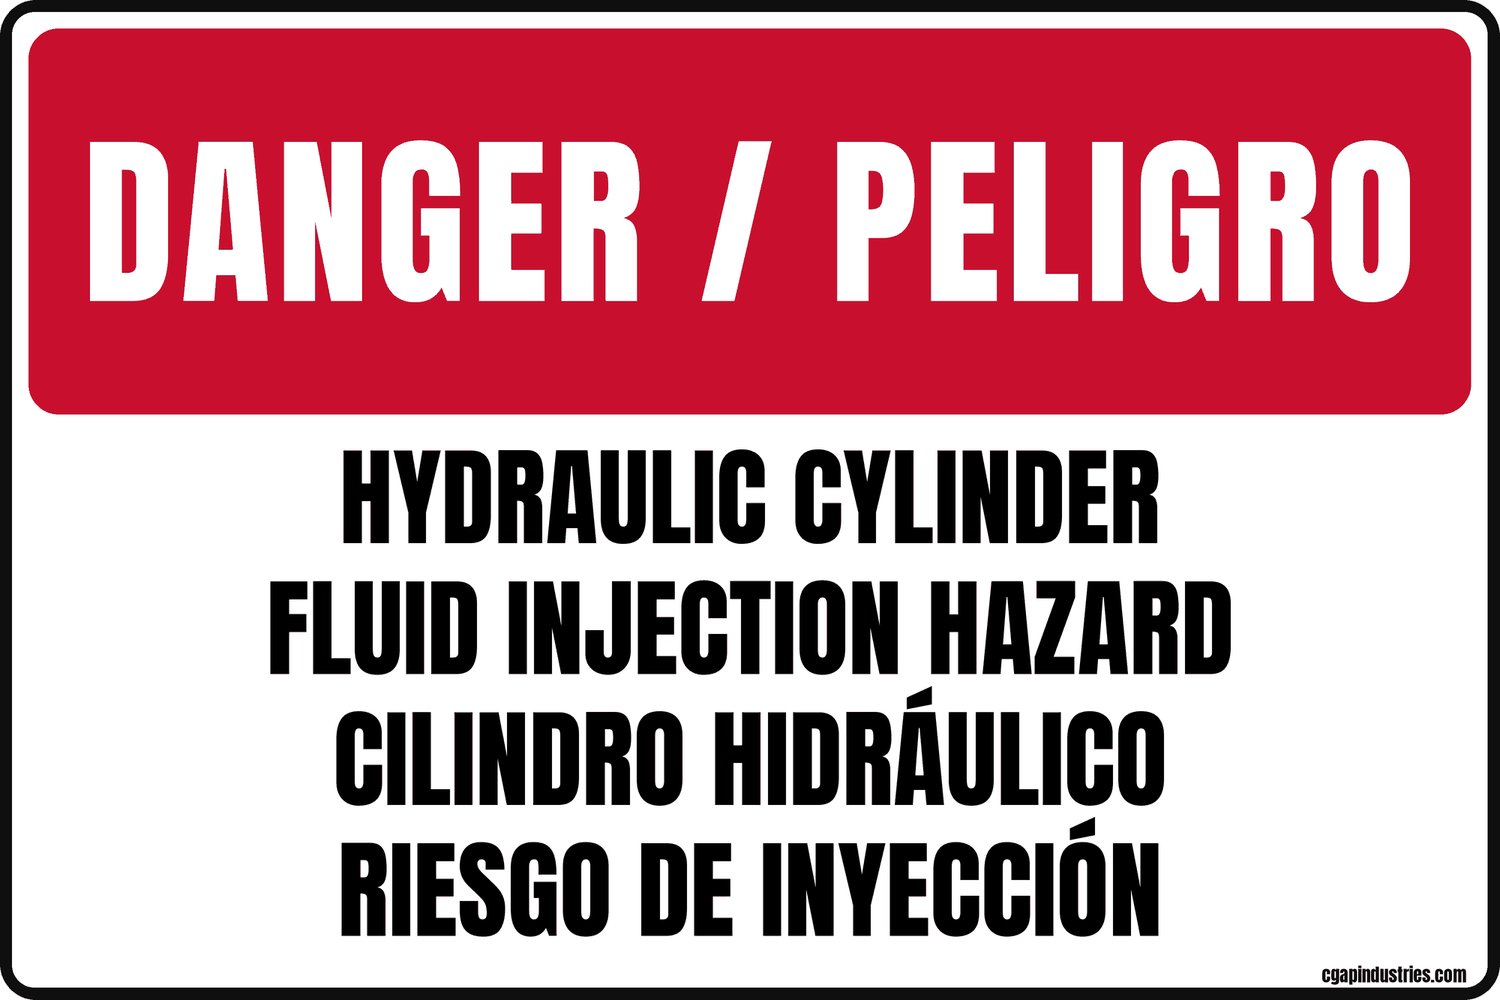 DANGER / PELIGRO
HYDRAULIC CYLINDER
FLUID INJECTION HAZARD
CILINDRO HIDRÁULICO
RIESGO DE INYECCIÓN
cgapindustries.com